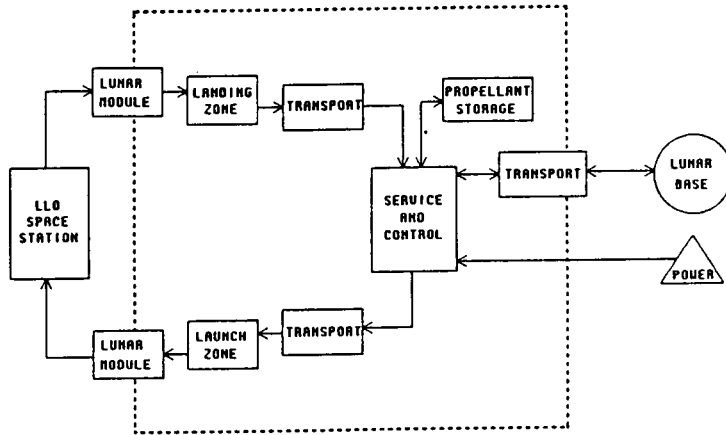 LUNAR
MODULE
LANDING
ZONE
TRANSPORT
PROPELLANT
STORAGE
LLO
SPACE
STATION
SERVICE
AND
CONTROL
TRANSPORT
LUNAR
BASE
POWER
LUNAR
MODULE
LAUNCH
ZONE
TRANSPORT